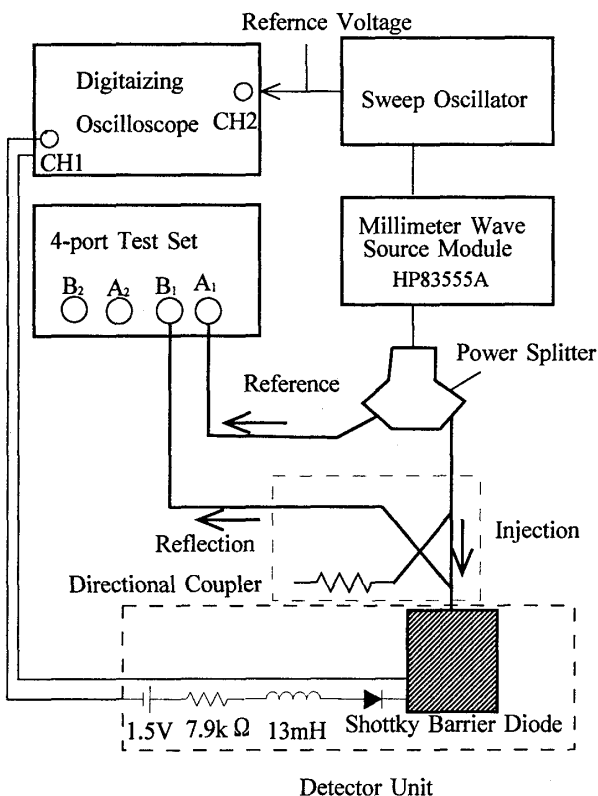 Refernce Voltage
Digitaizing
Oscilloscope
CH2
CH1
Sweep Oscillator
4-port Test Set
B2 A2 B1 A1
Millimeter Wave
Source Module
HP83555A
Power Splitter
Reference
Reflection
Injection
Directional Coupler
1.5V 7.9k Ω 13mH Shottky Barrier Diode
Detector Unit